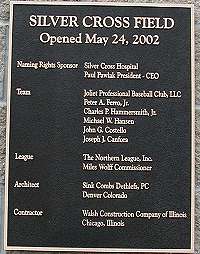 SILVER CROSS FIELD
Opened May 24, 2002
Naming Rights Sponsor Silver Cross Hospital
Paul Pawlak President - CEO
Team Joliet Professional Baseball Club, LLC
Peter A. Ferro, Jr.
Charles P. Hammersmith, Jr.
Michael W. Hansen
John G. Costello
Joseph J. Canfora
League The Northern League, Inc.
Miles Wolff Commissioner
Architect Sink Combs Dethlefs, PC
Denver Colorado
Contractor Walsh Construction Company of Illinois
Chicago, Illinois